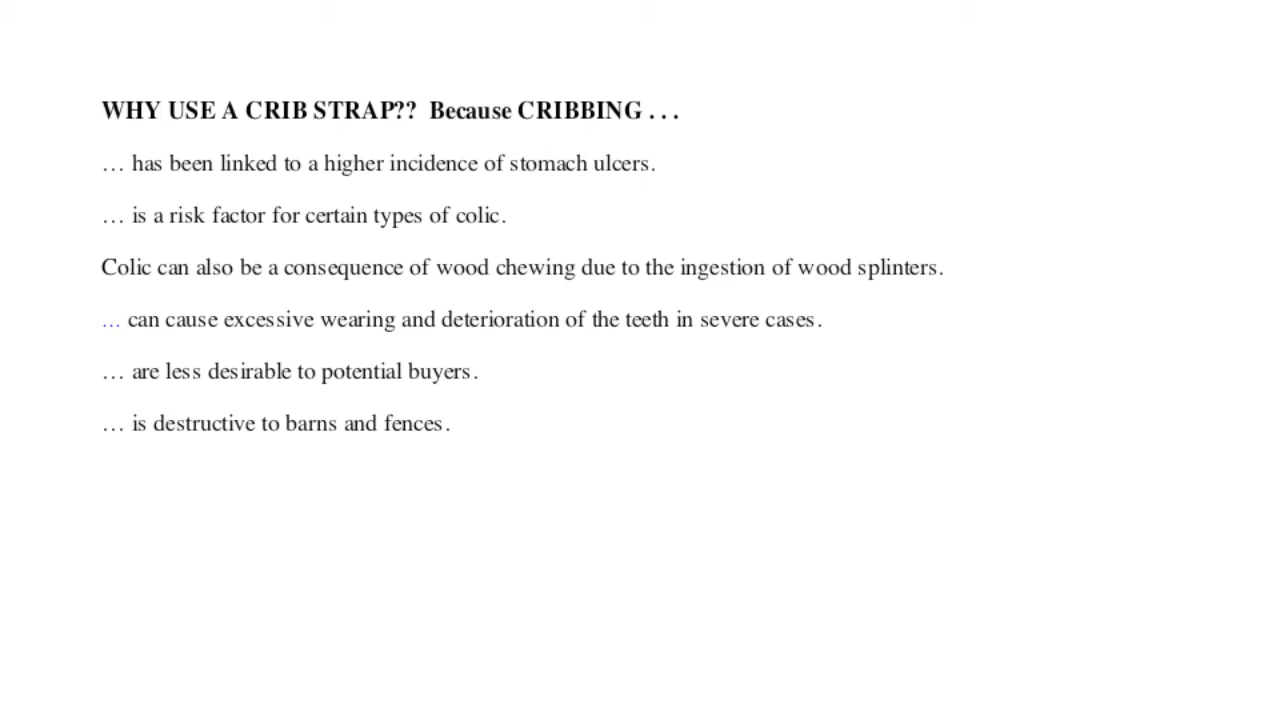 WHY USE A CRIB STRAP??  Because CRIBBING . . .
… has been linked to a higher incidence of stomach ulcers.
… is a risk factor for certain types of colic.
Colic can also be a consequence of wood chewing due to the ingestion of wood splinters.
… can cause excessive wearing and deterioration of the teeth in severe cases.
… are less desirable to potential buyers.
… is destructive to barns and fences.